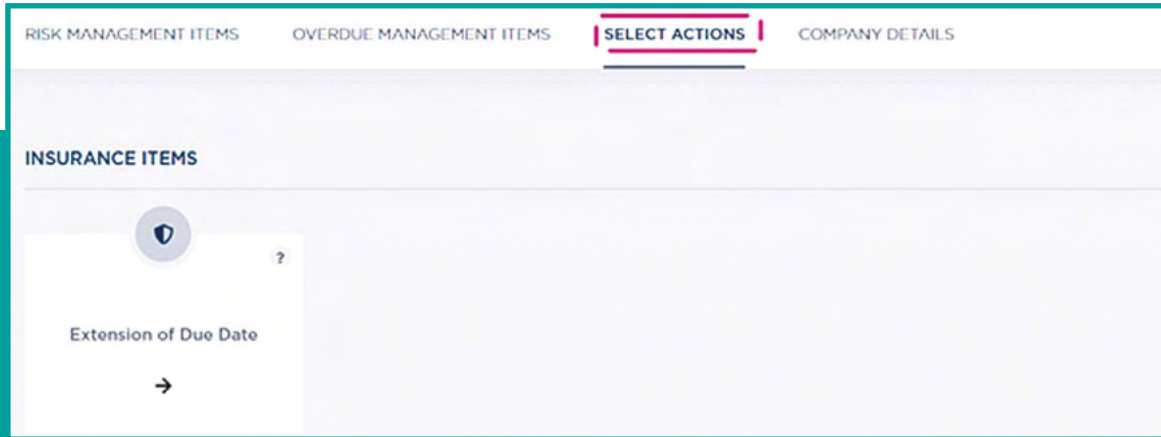 RISK MANAGEMENT ITEMS OVERDUE MANAGEMENT ITEMS SELECT ACTIONS COMPANY DETAILS
INSURANCE ITEMS
?
Extension of Due Date